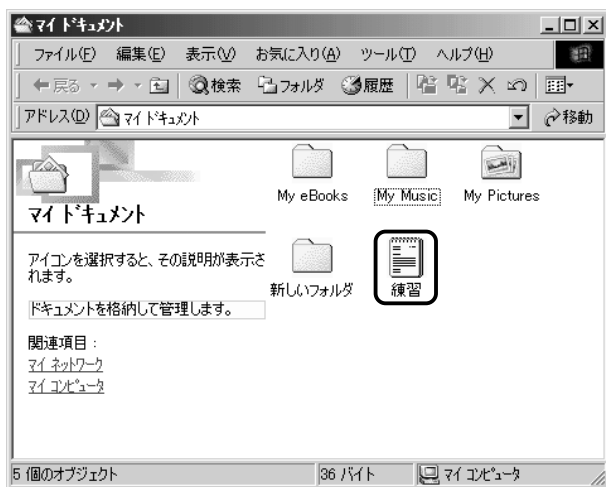 マイ ドキュメント
ファイル(F) 編集(E) 表示(V) お気に入り(A) ツール(T) ヘルプ(H)
戻る 検索 フォルダ 履歴
アドレス(D) マイ ドキュメント 移動
マイ ドキュメント
アイコンを選択すると、その説明が表示さ
れます。
ドキュメントを格納して管理します。
関連項目：
マイ ネットワーク
マイ コンピュータ
My eBooks My Music My Pictures
新しいフォルダ 練習
5 個のオブジェクト 36 バイト マイ コンピュータ